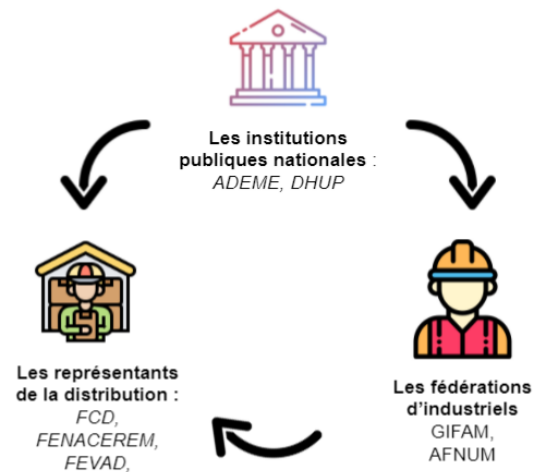 Les institutions
publiques nationales :
ADEME, DHUP
Les représentants
de la distribution :
FCD,
FENACEREM,
FEVAD,
Les fédérations
d'industriels
GIFAM,
AFNUM